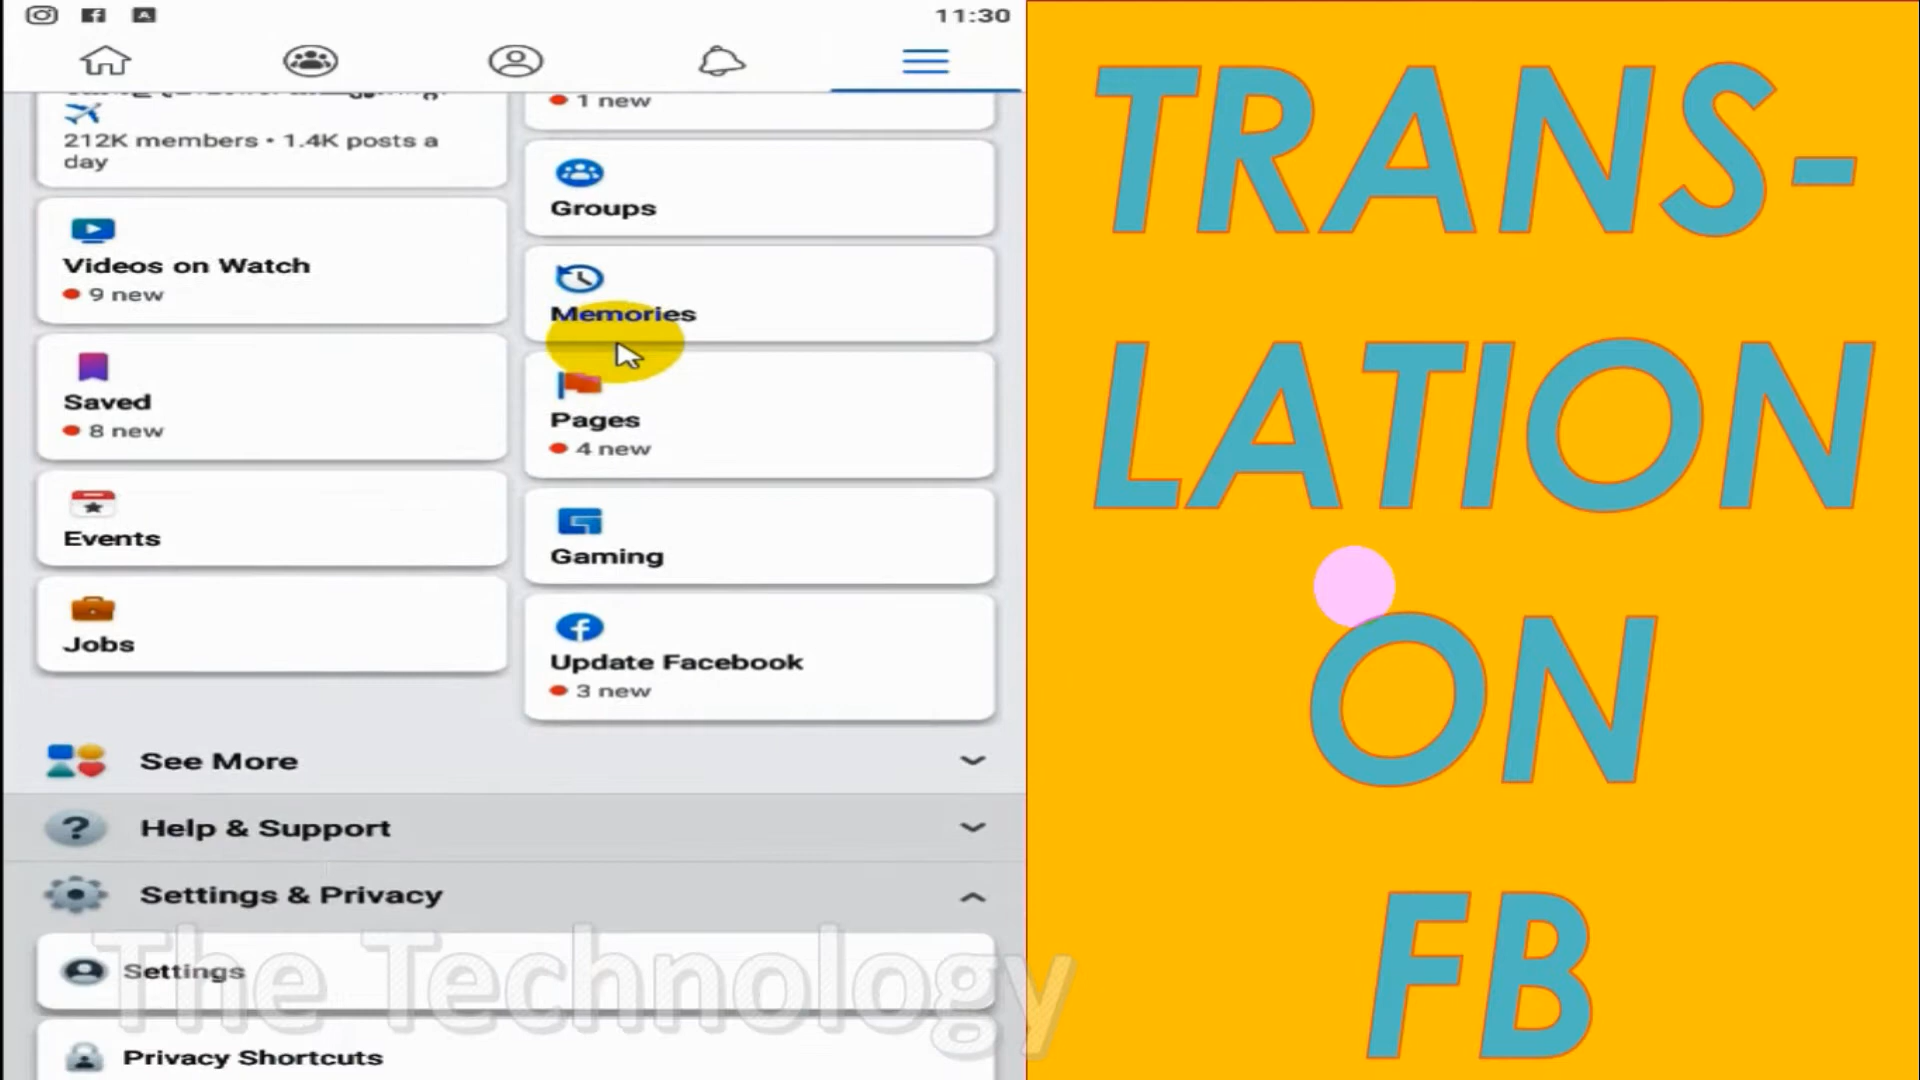 11:30
212K members • 1.4K posts a
day
Videos on Watch
9 new
Saved
8 new
Events
Jobs
1 new
Groups
Memories
Pages
4 new
Gaming
Update Facebook
3 new
See More
Help & Support
Settings & Privacy
Settings
Privacy Shortcuts
The Technology
TRANS-
LATION
ON
FB